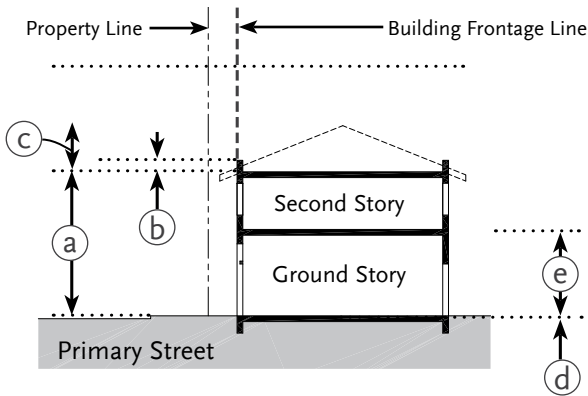 Property Line
Building Frontage Line
c
b
a
Second Story
Ground Story
e
Primary Street
d